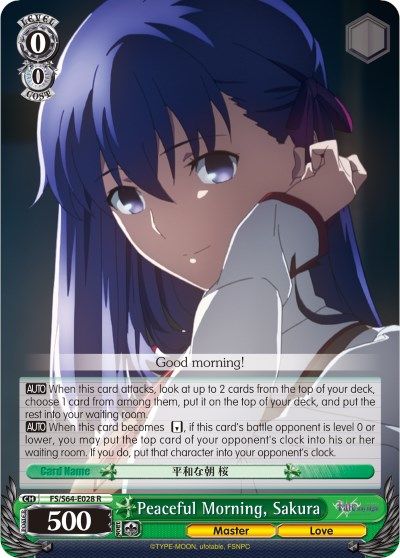 LEVEL
0
0
COST
Good morning!
AUTO When this card attacks, look at up to 2 cards from the top of your deck,
choose 1 card from among them, put it on the top of your deck, and put the
rest into your waiting room.
AUTO When this card becomes [▼], if this card's battle opponent is level 0 or
lower, you may put the top card of your opponent's clock into his or her
waiting room. If you do, put that character into your opponent's clock.
Card Name
平和な朝 桜
CH FS/S64-E028 R
Peaceful Morning, Sakura
500
POWER
Master
Love
©TYPE-MOON, ufotable, FSNPC